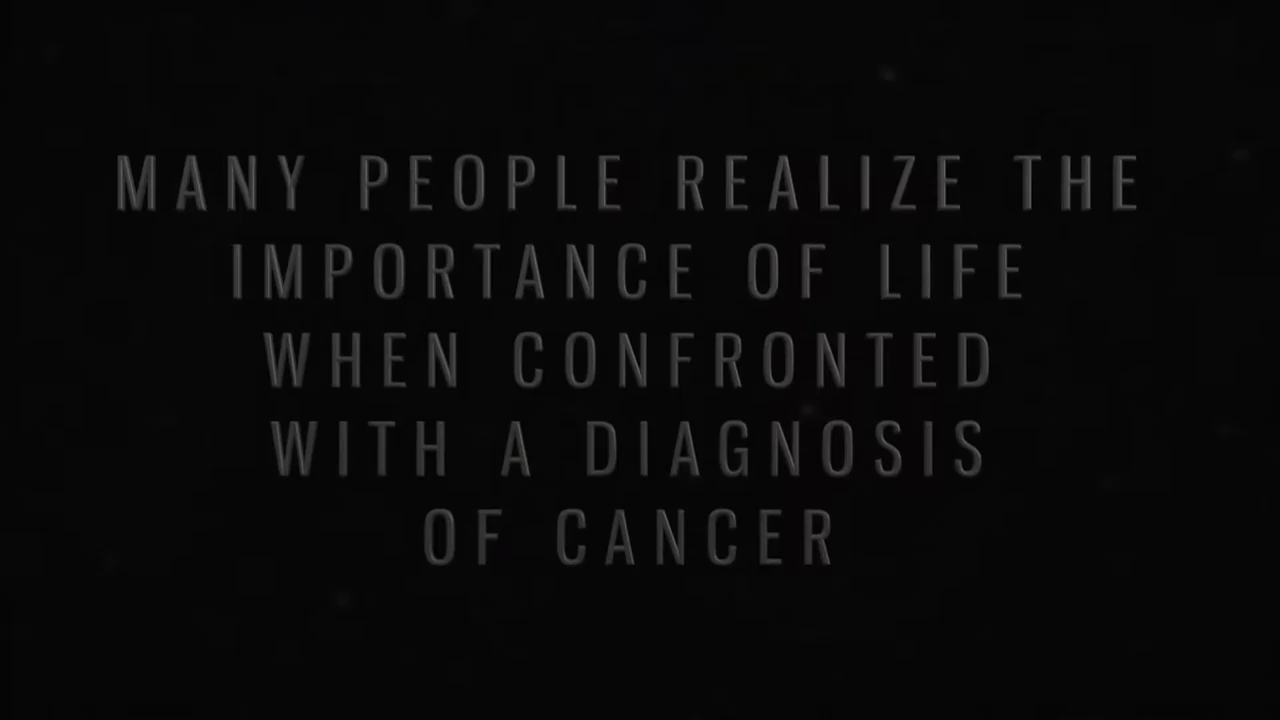 MANY PEOPLE REALIZE THE
IMPORTANCE OF LIFE
WHEN CONFRONTED
WITH A DIAGNOSIS
OF CANCER